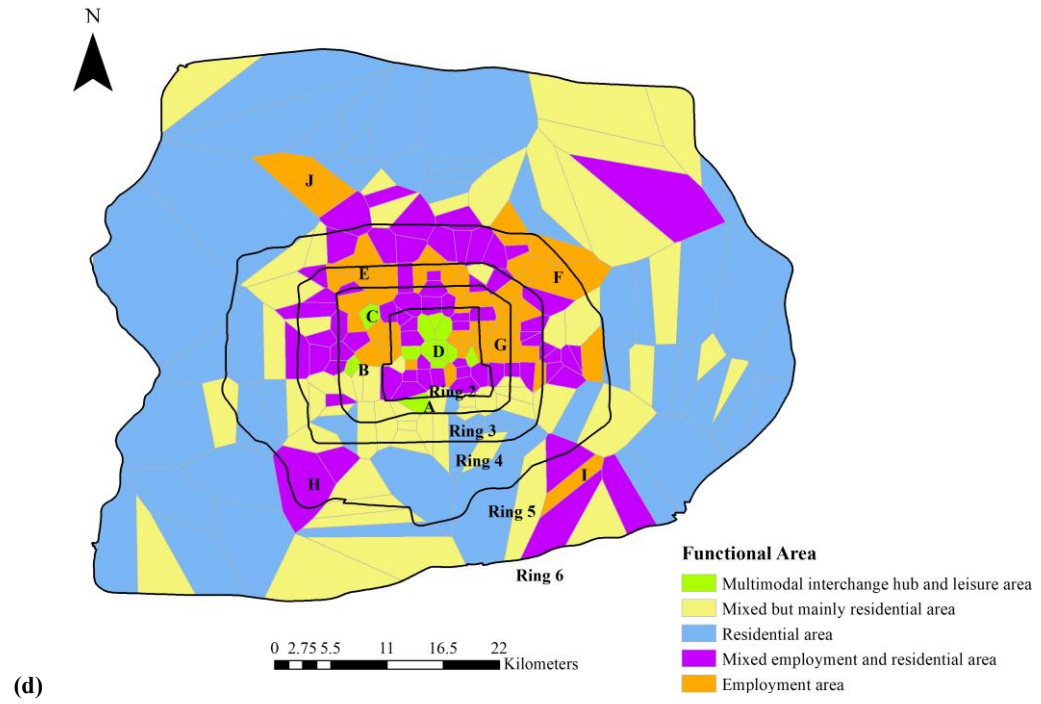 N
J
E
F
C
D
G
B
Ring 2
A
Ring 3
Ring 4
H
I
Ring 5
Ring 6
Functional Area
Multimodal interchange hub and leisure area
Mixed but mainly residential area
Residential area
Mixed employment and residential area
Employment area
0 2.75 5.5 11 16.5 22
Kilometers
(d)